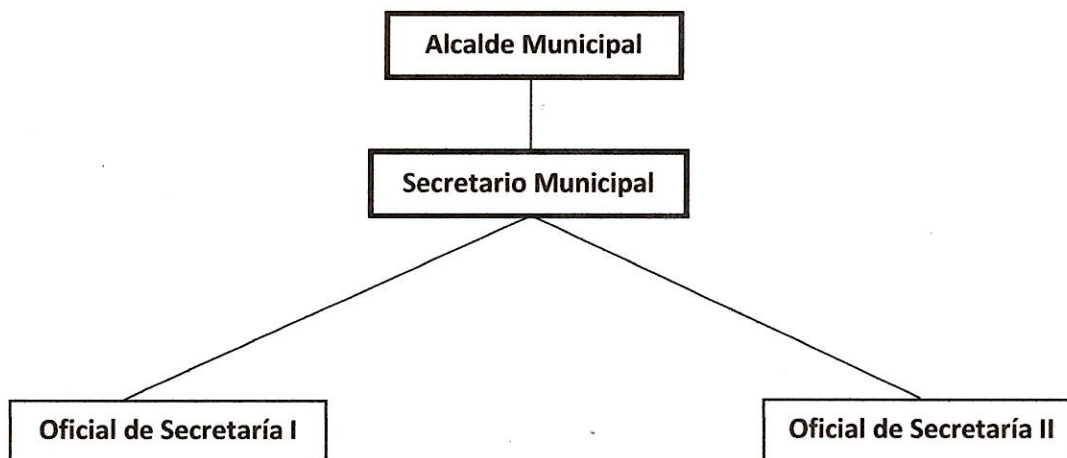 Alcalde Municipal
Secretario Municipal
Oficial de Secretaría I
Oficial de Secretaría II